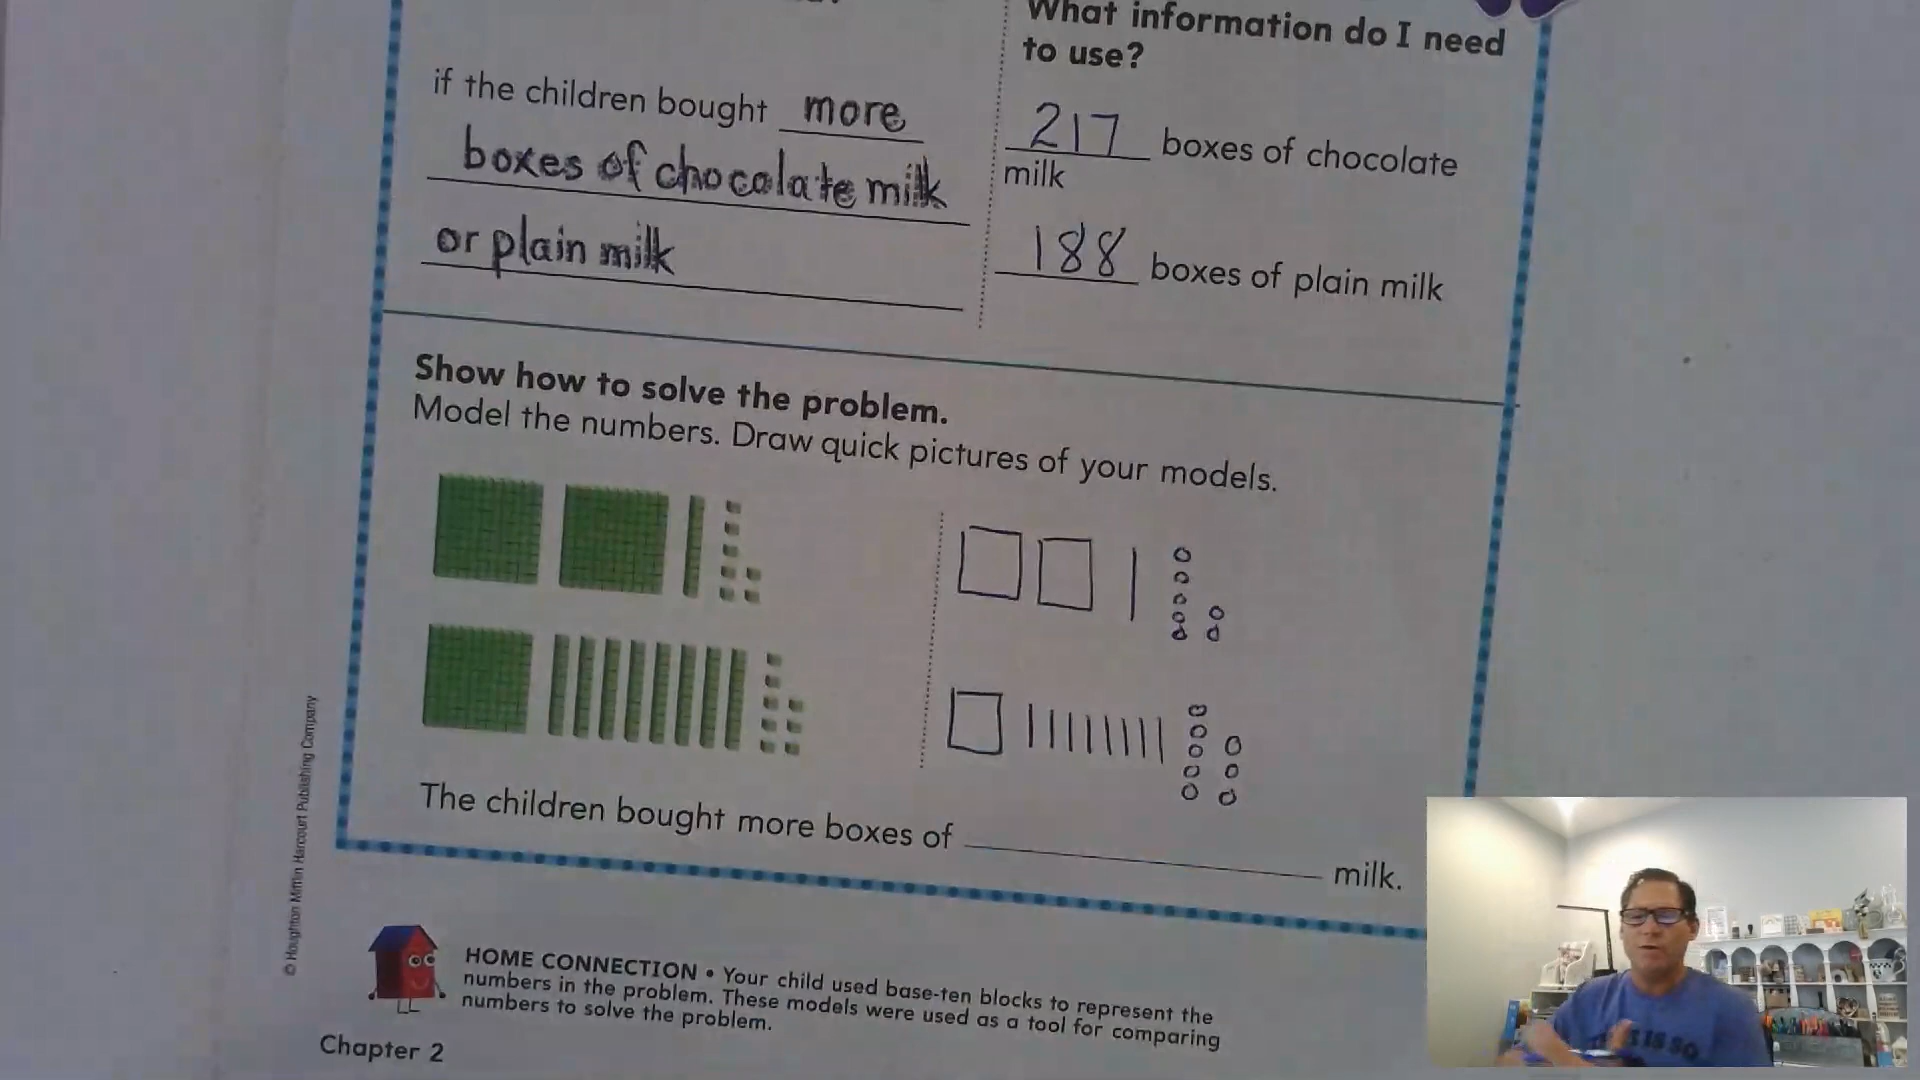 What information do I need
to use?
if the children bought more
boxes of chocolate milk
or plain milk
217 boxes of chocolate
milk
188 boxes of plain milk
Show how to solve the problem.
Model the numbers. Draw quick pictures of your models.
The children bought more boxes of ____________ milk.
© Houghton Mifflin Harcourt Publishing Company
HOME CONNECTION • Your child used base-ten blocks to represent the
numbers in the problem. These models were used as a tool for comparing
numbers to solve the problem.
Chapter 2
IS SO